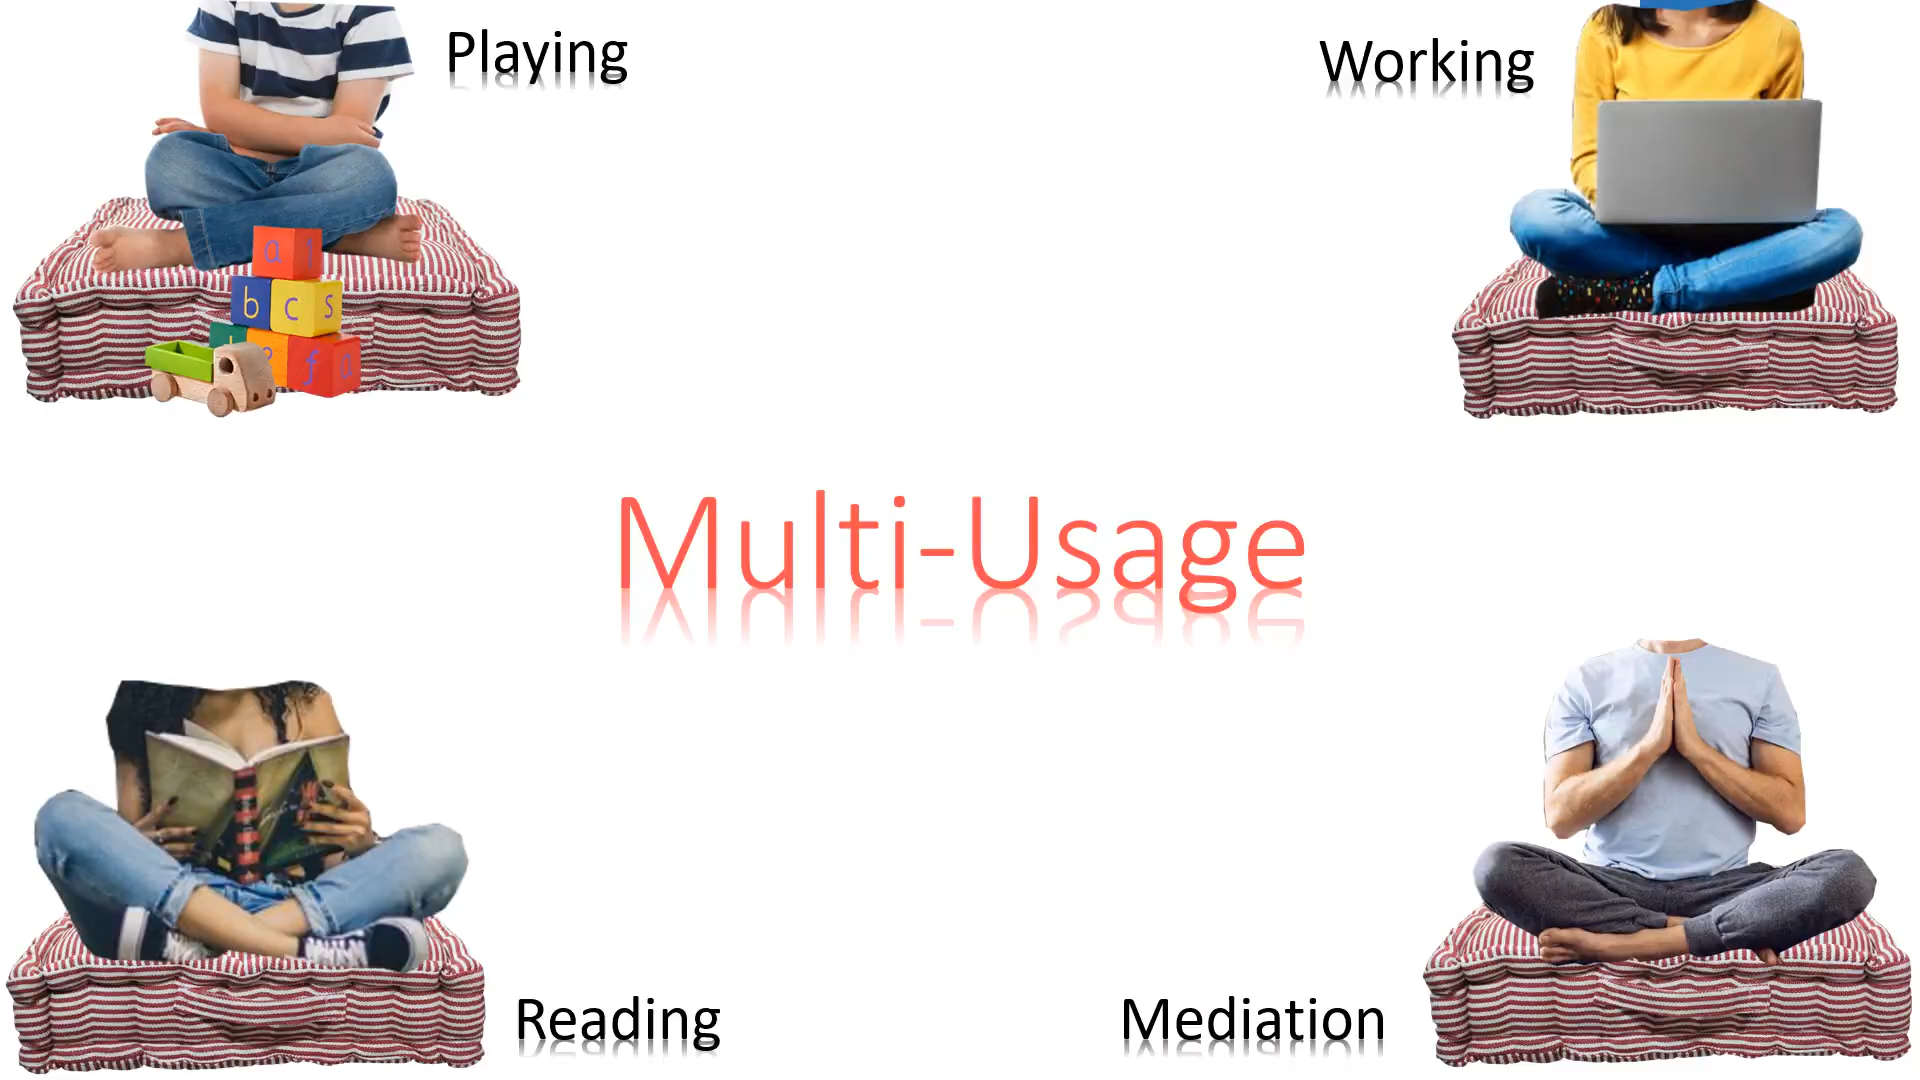 Playing
Working
a l
b c s
f a
Multi-Usage
Reading
Mediation